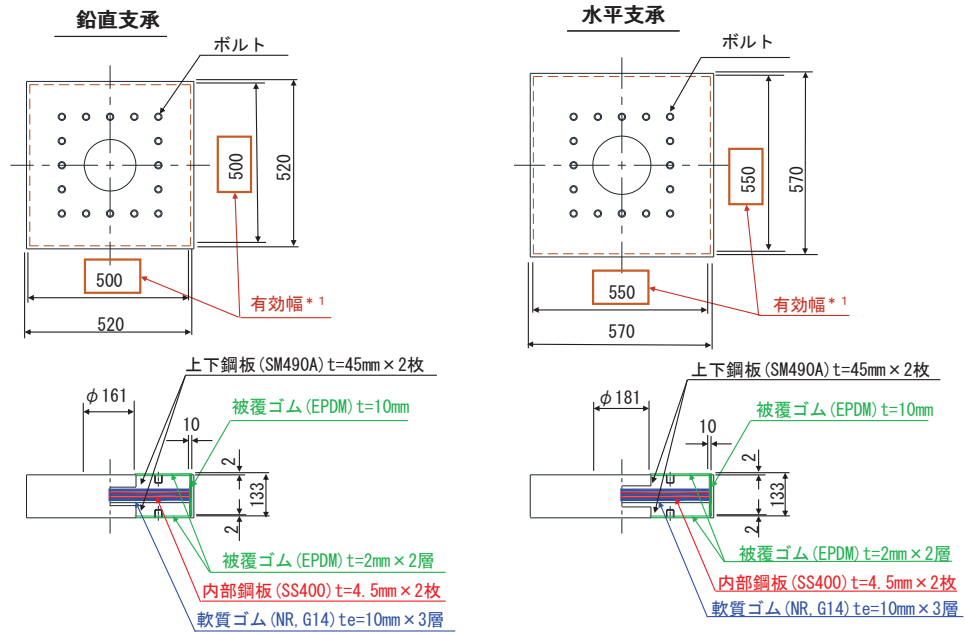 鉛直支承
ボルト
500
520
500
520
有効幅*1
上下鋼板(SM490A)t=45mm×2枚
φ161
被覆ゴム(EPDM)t=10mm
10
2
133
2
被覆ゴム(EPDM)t=2mm×2層
内部鋼板(SS400)t=4.5mm×2枚
軟質ゴム(NR,G14)te=10mm×3層
水平支承
ボルト
550
570
550
570
有効幅*1
上下鋼板(SM490A)t=45mm×2枚
φ181
被覆ゴム(EPDM)t=10mm
10
2
133
2
被覆ゴム(EPDM)t=2mm×2層
内部鋼板(SS400)t=4.5mm×2枚
軟質ゴム(NR,G14)te=10mm×3層